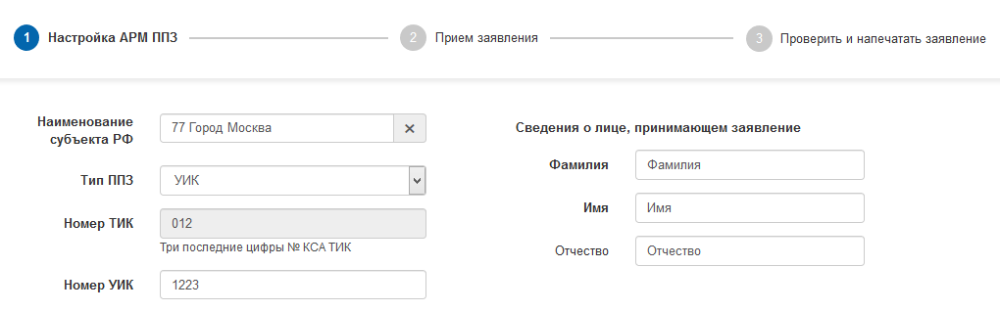 1 Настройка АРМ ППЗ
2 Прием заявления
3 Проверить и напечатать заявление
Наименование
субъекта РФ
77 Город Москва
Тип ППЗ
УИК
Номер ТИК
012
Три последние цифры № КСА ТИК
Номер УИК
1223
Сведения о лице, принимающем заявление
Фамилия
Фамилия
Имя
Имя
Отчество
Отчество